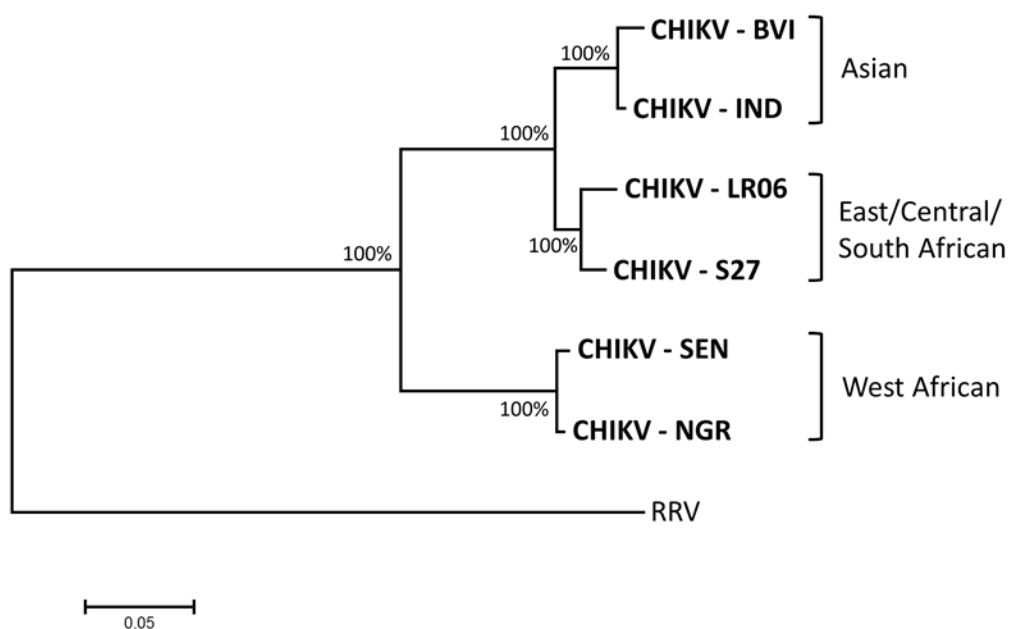 CHIKV - BVI
100%
Asian
CHIKV - IND
100%
CHIKV - LR06
East/Central/
South African
100%
CHIKV - S27
100%
CHIKV - SEN
West African
100%
CHIKV - NGR
RRV
0.05